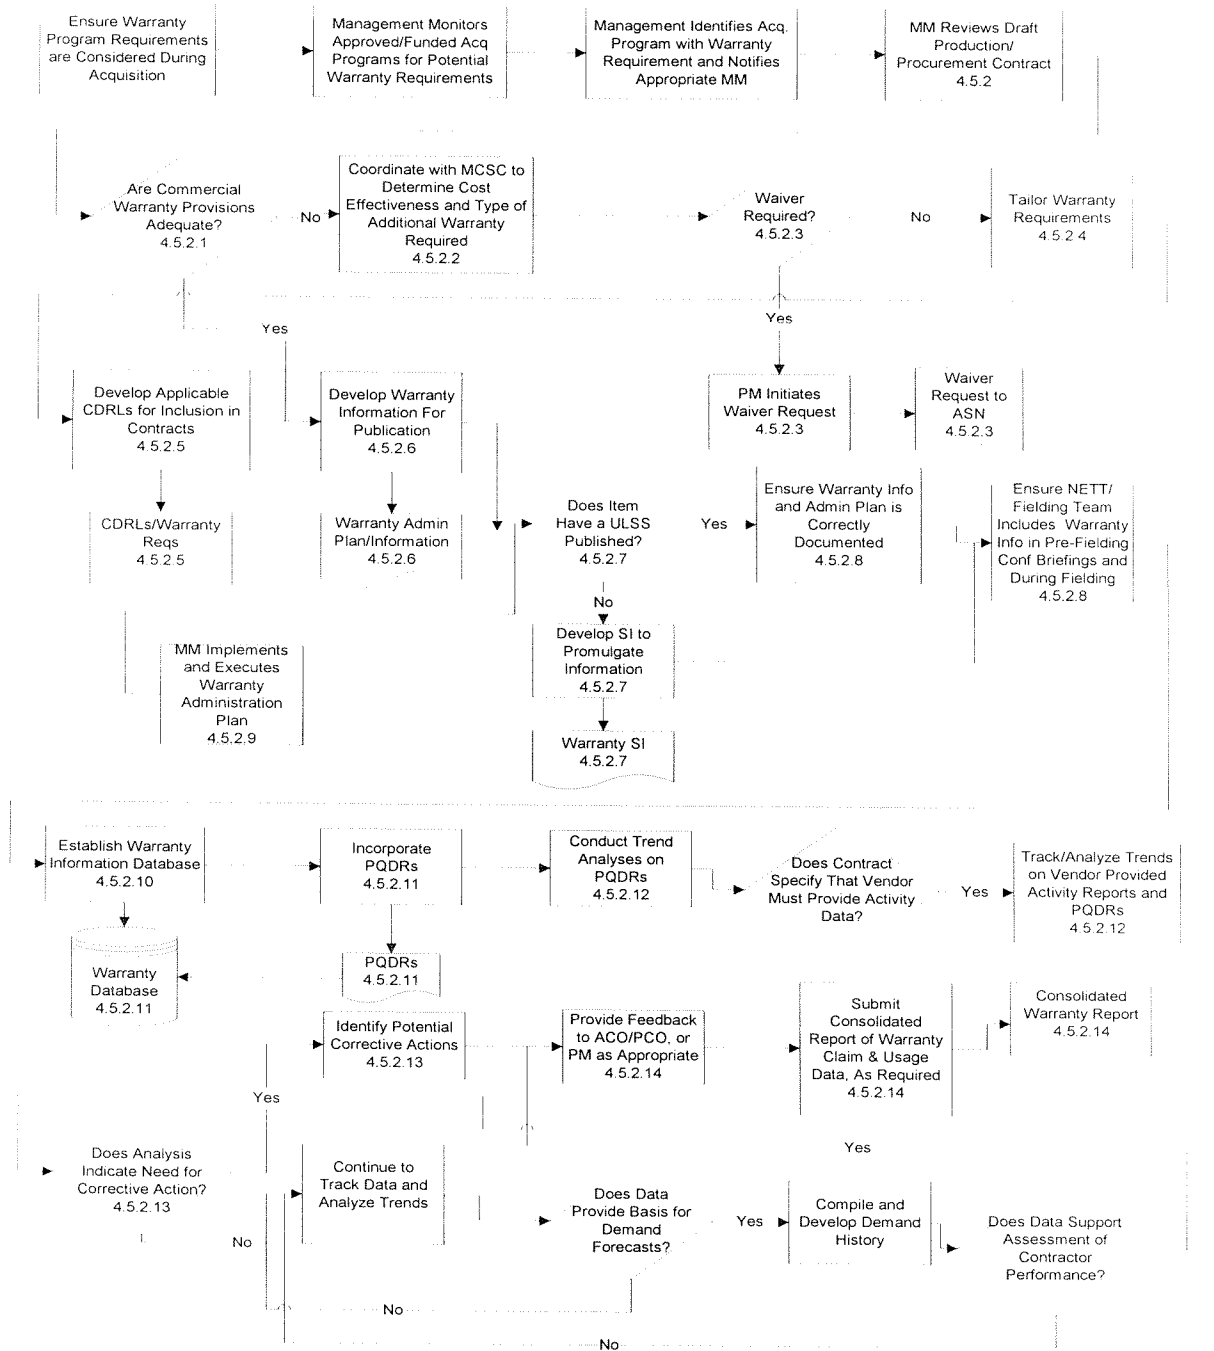 Ensure Warranty
Program Requirements
are Considered During
Acquisition
Management Monitors
Approved/Funded Acq
Programs for Potential
Warranty Requirements
Management Identifies Acq.
Program with Warranty
Requirement and Notifies
Appropriate MM
MM Reviews Draft
Production/
Procurement Contract
4.5.2
Are Commercial
Warranty Provisions
Adequate?
4.5.2.1
No
Coordinate with MCSC to
Determine Cost
Effectiveness and Type of
Additional Warranty
Required
4.5.2.2
Waiver
Required?
4.5.2.3
No
Tailor Warranty
Requirements
4.5.2.4
Yes
Yes
Develop Applicable
CDRLs for Inclusion in
Contracts
4.5.2.5
Develop Warranty
Information For
Publication
4.5.2.6
PM Initiates
Waiver Request
4.5.2.3
Waiver
Request to
ASN
4.5.2.3
CDRLs/Warranty
Reqs
4.5.2.5
Warranty Admin
Plan/Information
4.5.2.6
Does Item
Have a ULSS
Published?
4.5.2.7
Yes
Ensure Warranty Info
and Admin Plan is
Correctly
Documented
4.5.2.8
Ensure NETT/
Fielding Team
Includes Warranty
Info in Pre-Fielding
Conf Briefings and
During Fielding
4.5.2.8
No
Develop SI to
Promulgate
Information
4.5.2.7
MM Implements
and Executes
Warranty
Administration
Plan
4.5.2.9
Warranty SI
4.5.2.7
Establish Warranty
Information Database
4.5.2.10
Incorporate
PQDRs
4.5.2.11
Conduct Trend
Analyses on
PQDRs
4.5.2.12
Does Contract
Specify That Vendor
Must Provide Activity
Data?
Yes
Track/Analyze Trends
on Vendor Provided
Activity Reports and
PQDRs
4.5.2.12
Warranty
Database
4.5.2.11
PQDRs
4.5.2.11
Identify Potential
Corrective Actions
4.5.2.13
Provide Feedback
to ACO/PCO, or
PM as Appropriate
4.5.2.14
Submit
Consolidated
Report of Warranty
Claim & Usage
Data, As Required
4.5.2.14
Consolidated
Warranty Report
4.5.2.14
Yes
Yes
Does Analysis
Indicate Need for
Corrective Action?
4.5.2.13
No
Continue to
Track Data and
Analyze Trends
Does Data
Provide Basis for
Demand
Forecasts?
Yes
Compile and
Develop Demand
History
Does Data Support
Assessment of
Contractor
Performance?
No
No